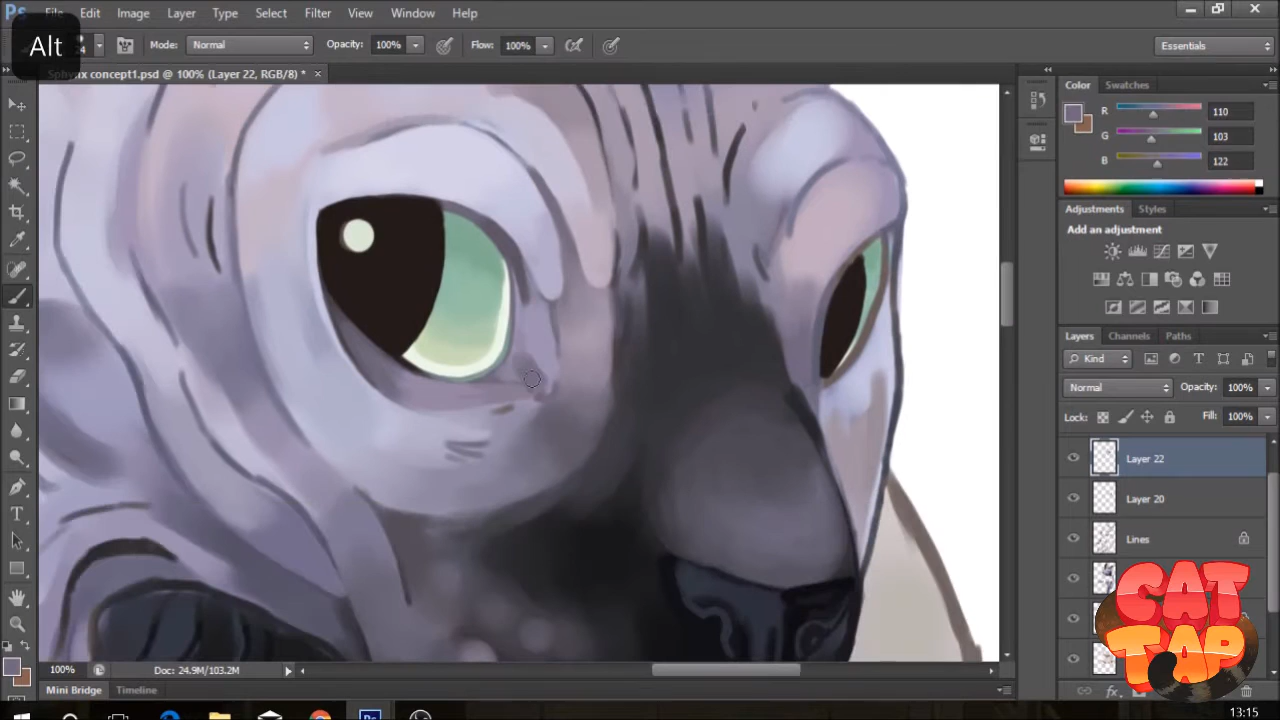 Ps File Edit Image Layer Type Select Filter View Window Help
Alt
24 Mode: Normal Opacity: 100% Flow: 100% Essentials
concept1.psd @ 100% (Layer 22, RGB/8) * ×
Color Swatches
R 110
G 103
B 122
Adjustments Styles
Add an adjustment
Layers Channels Paths
Kind
Normal Opacity: 100%
Lock: Fill: 100%
Layer 22
Layer 20
Lines
CAT
TAP
100% Doc: 24.9M/103.2M
Mini Bridge Timeline
13:15